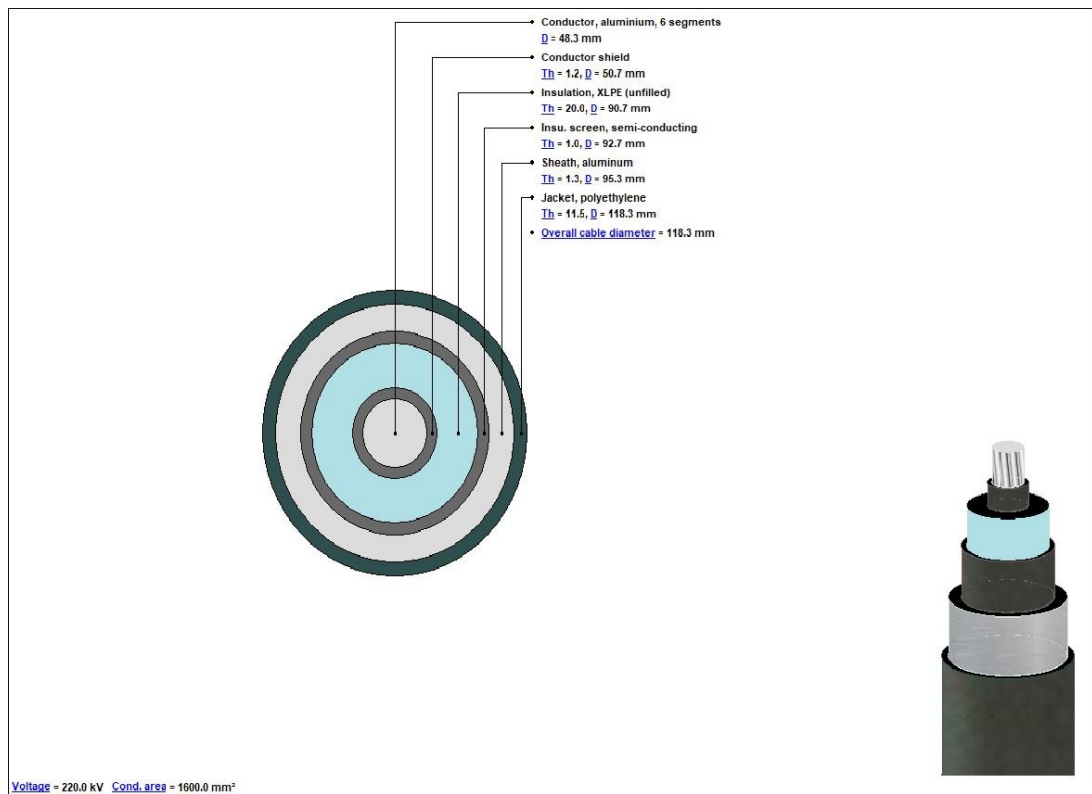 Conductor, aluminium, 6 segments
D = 48.3 mm
Conductor shield
Th = 1.2, D = 50.7 mm
Insulation, XLPE (unfilled)
Th = 20.0, D = 90.7 mm
Insu. screen, semi-conducting
Th = 1.0, D = 92.7 mm
Sheath, aluminum
Th = 1.3, D = 95.3 mm
Jacket, polyethylene
Th = 11.5, D = 118.3 mm
Overall cable diameter = 118.3 mm
Voltage = 220.0 kV Cond. area = 1600.0 mm²